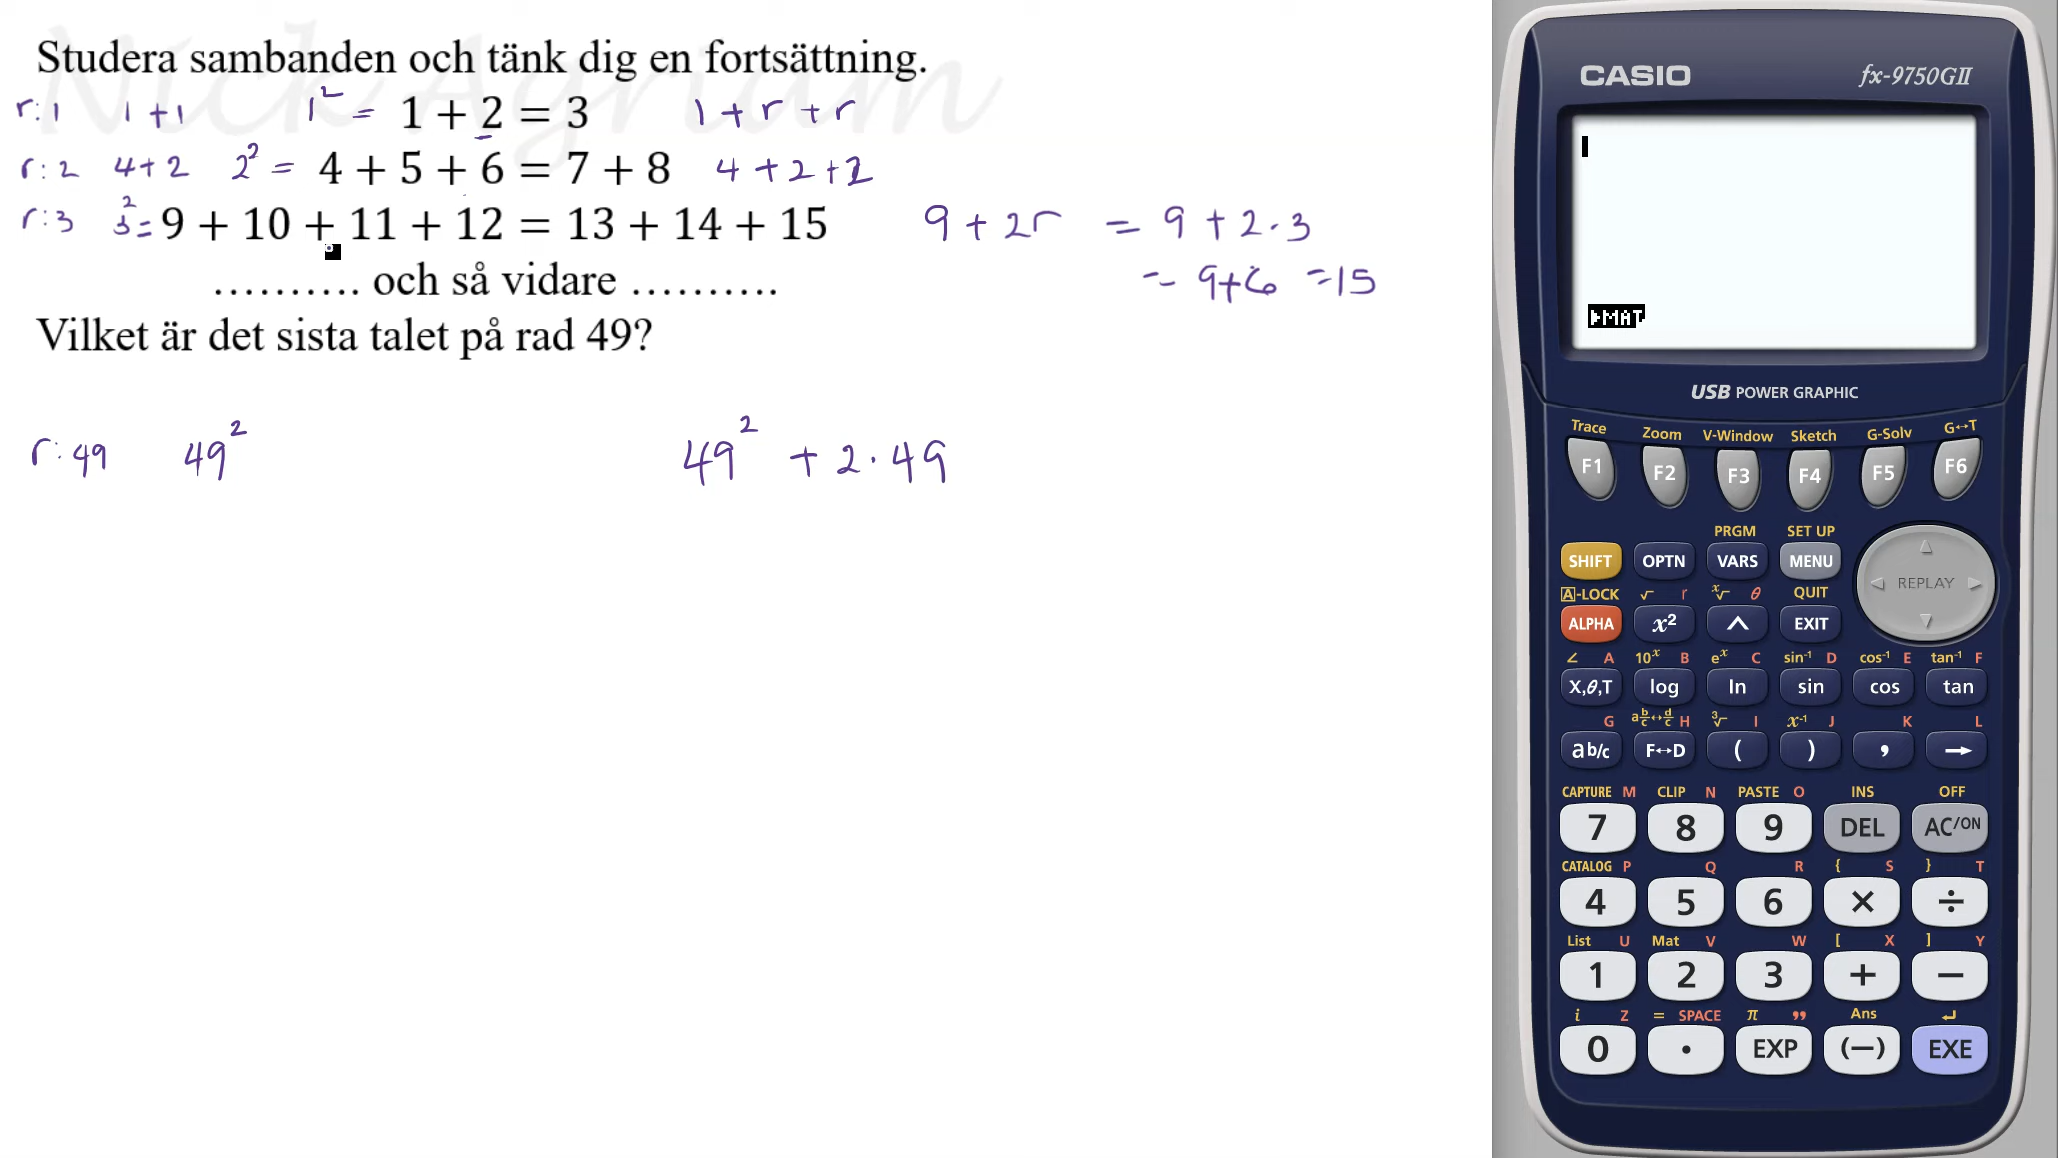 Nick Ayriam
Studera sambanden och tänk dig en fortsättning.
r:1 1+1 1² = 1 + 2 = 3 1 + r + r
r:2 4+2 2² = 4 + 5 + 6 = 7 + 8 4 + 2 + 2
r:3 3² = 9 + 10 + 11 + 12 = 13 + 14 + 15 9 + 2r = 9 + 2·3
………. och så vidare ………. = 9+6 =15
Vilket är det sista talet på rad 49?
r:49 49² 49² + 2·49
CASIO fx-9750GII
▶MAT
USB POWER GRAPHIC
Trace Zoom V-Window Sketch G-Solv G↔T
F1 F2 F3 F4 F5 F6
PRGM SET UP
SHIFT OPTN VARS MENU
A-LOCK √ r ˣ√ θ QUIT
REPLAY
ALPHA x² ^ EXIT
∠ A 10ˣ B eˣ C sin⁻¹ D cos⁻¹ E tan⁻¹ F
X,θ,T log ln sin cos tan
G a b/c↔d/c H ³√ I x⁻¹ J K L
a b/c F↔D ( ) , →
CAPTURE M CLIP N PASTE O INS OFF
7 8 9 DEL AC/ON
CATALOG P Q R { S } T
4 5 6 × ÷
List U Mat V W [ X ] Y
1 2 3 + −
i Z = SPACE π ” Ans ↵
0 . EXP (−) EXE